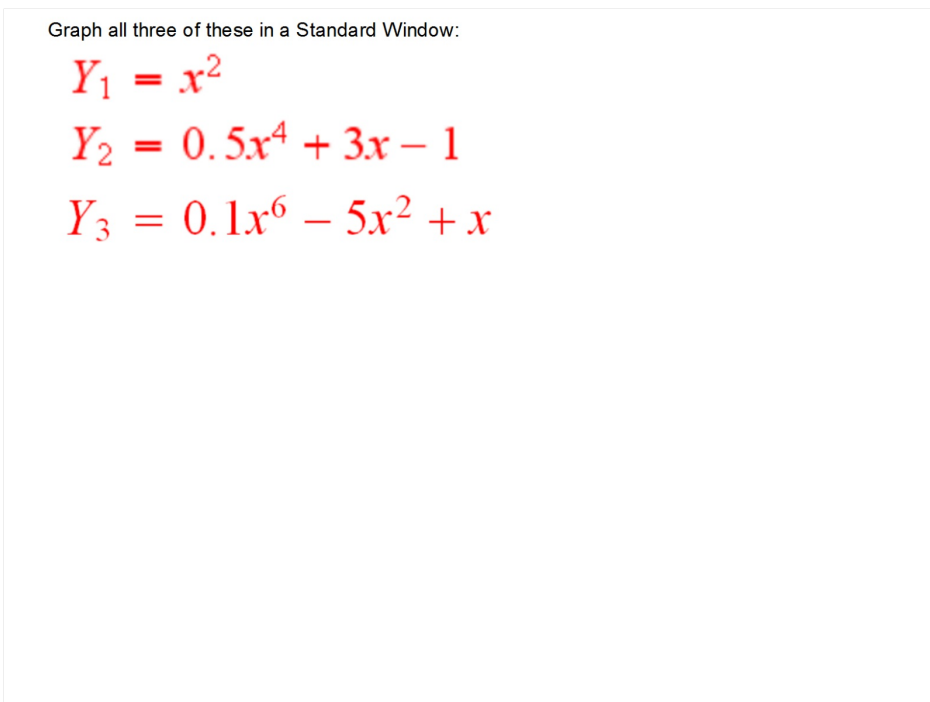 Graph all three of these in a Standard Window:
Y₁ = x²
Y₂ = 0.5x⁴ + 3x – 1
Y₃ = 0.1x⁶ – 5x² + x